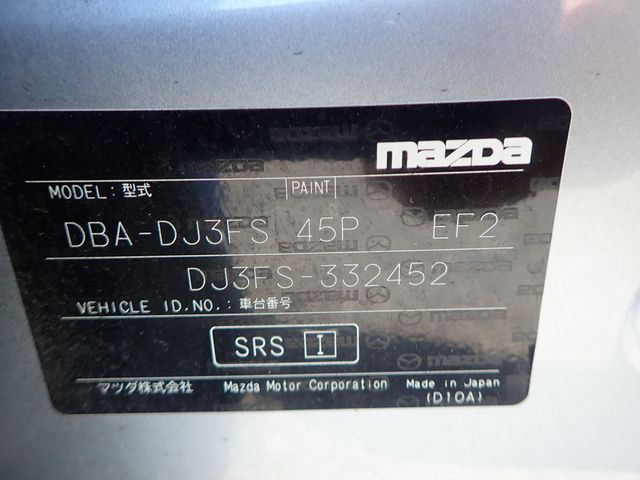 mazda
MODEL: 型式 PAINT
DBA-DJ3FS 45P EF2
DJ3FS-332452
VEHICLE ID.NO.: 車台番号
SRS I
マツダ株式会社 Mazda Motor Corporation Made in Japan
(D10A)